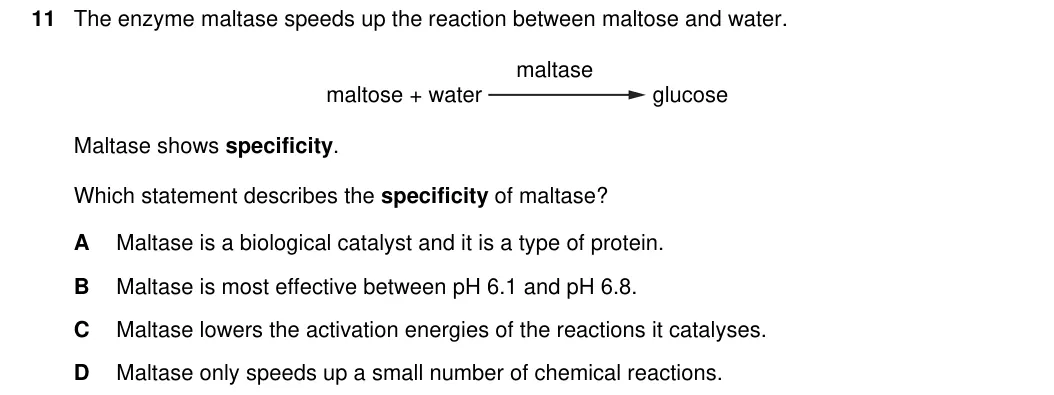 11 The enzyme maltase speeds up the reaction between maltose and water.
maltase
maltose + water → glucose
Maltase shows specificity.
Which statement describes the specificity of maltase?
A Maltase is a biological catalyst and it is a type of protein.
B Maltase is most effective between pH 6.1 and pH 6.8.
C Maltase lowers the activation energies of the reactions it catalyses.
D Maltase only speeds up a small number of chemical reactions.